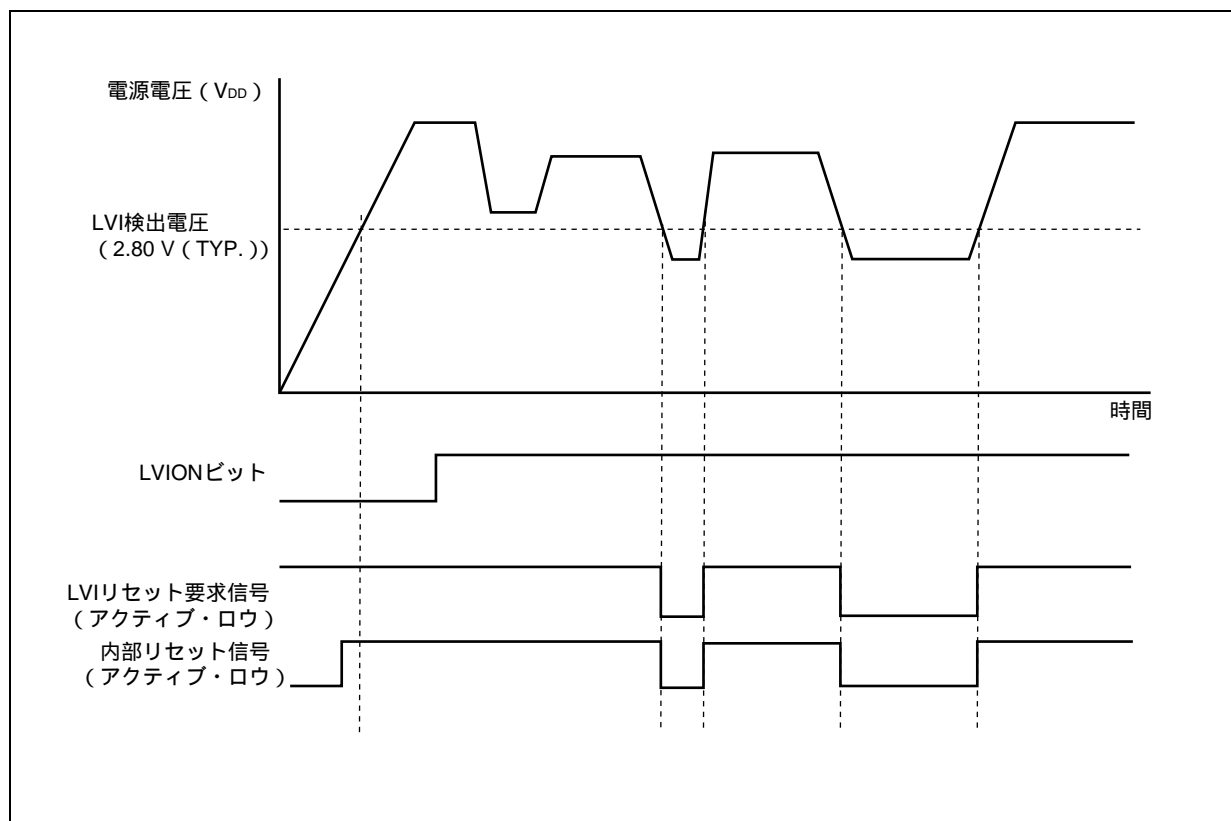 電源電圧（VDD）
LVI検出電圧
（2.80 V（TYP.））
時間
LVIONビット
LVIリセット要求信号
（アクティブ・ロウ）
内部リセット信号
（アクティブ・ロウ）